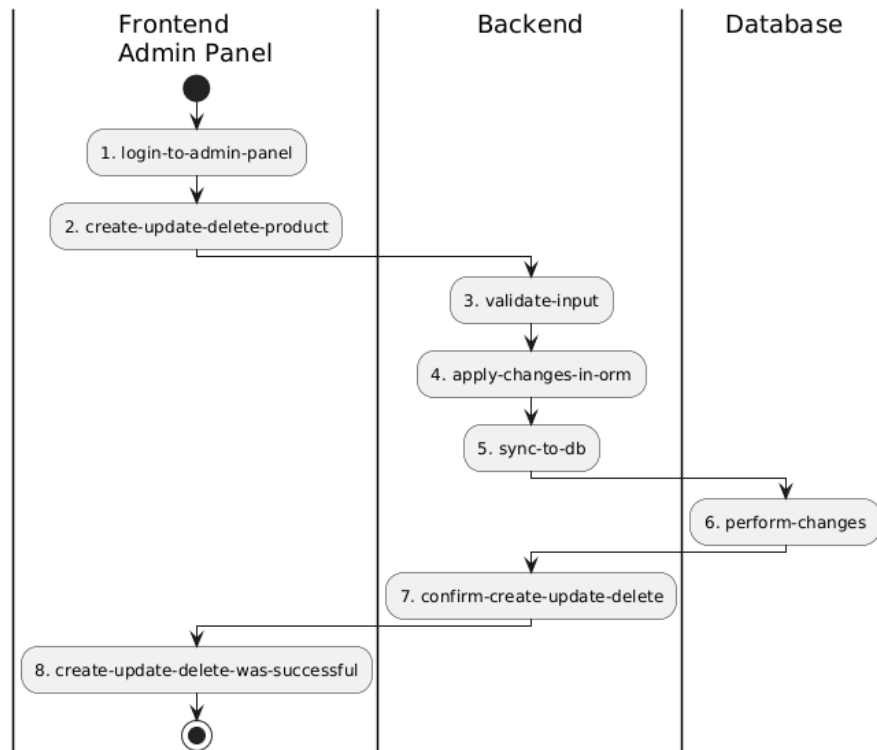 Frontend
Admin Panel
Backend
Database
1. login-to-admin-panel
2. create-update-delete-product
3. validate-input
4. apply-changes-in-orm
5. sync-to-db
6. perform-changes
7. confirm-create-update-delete
8. create-update-delete-was-successful